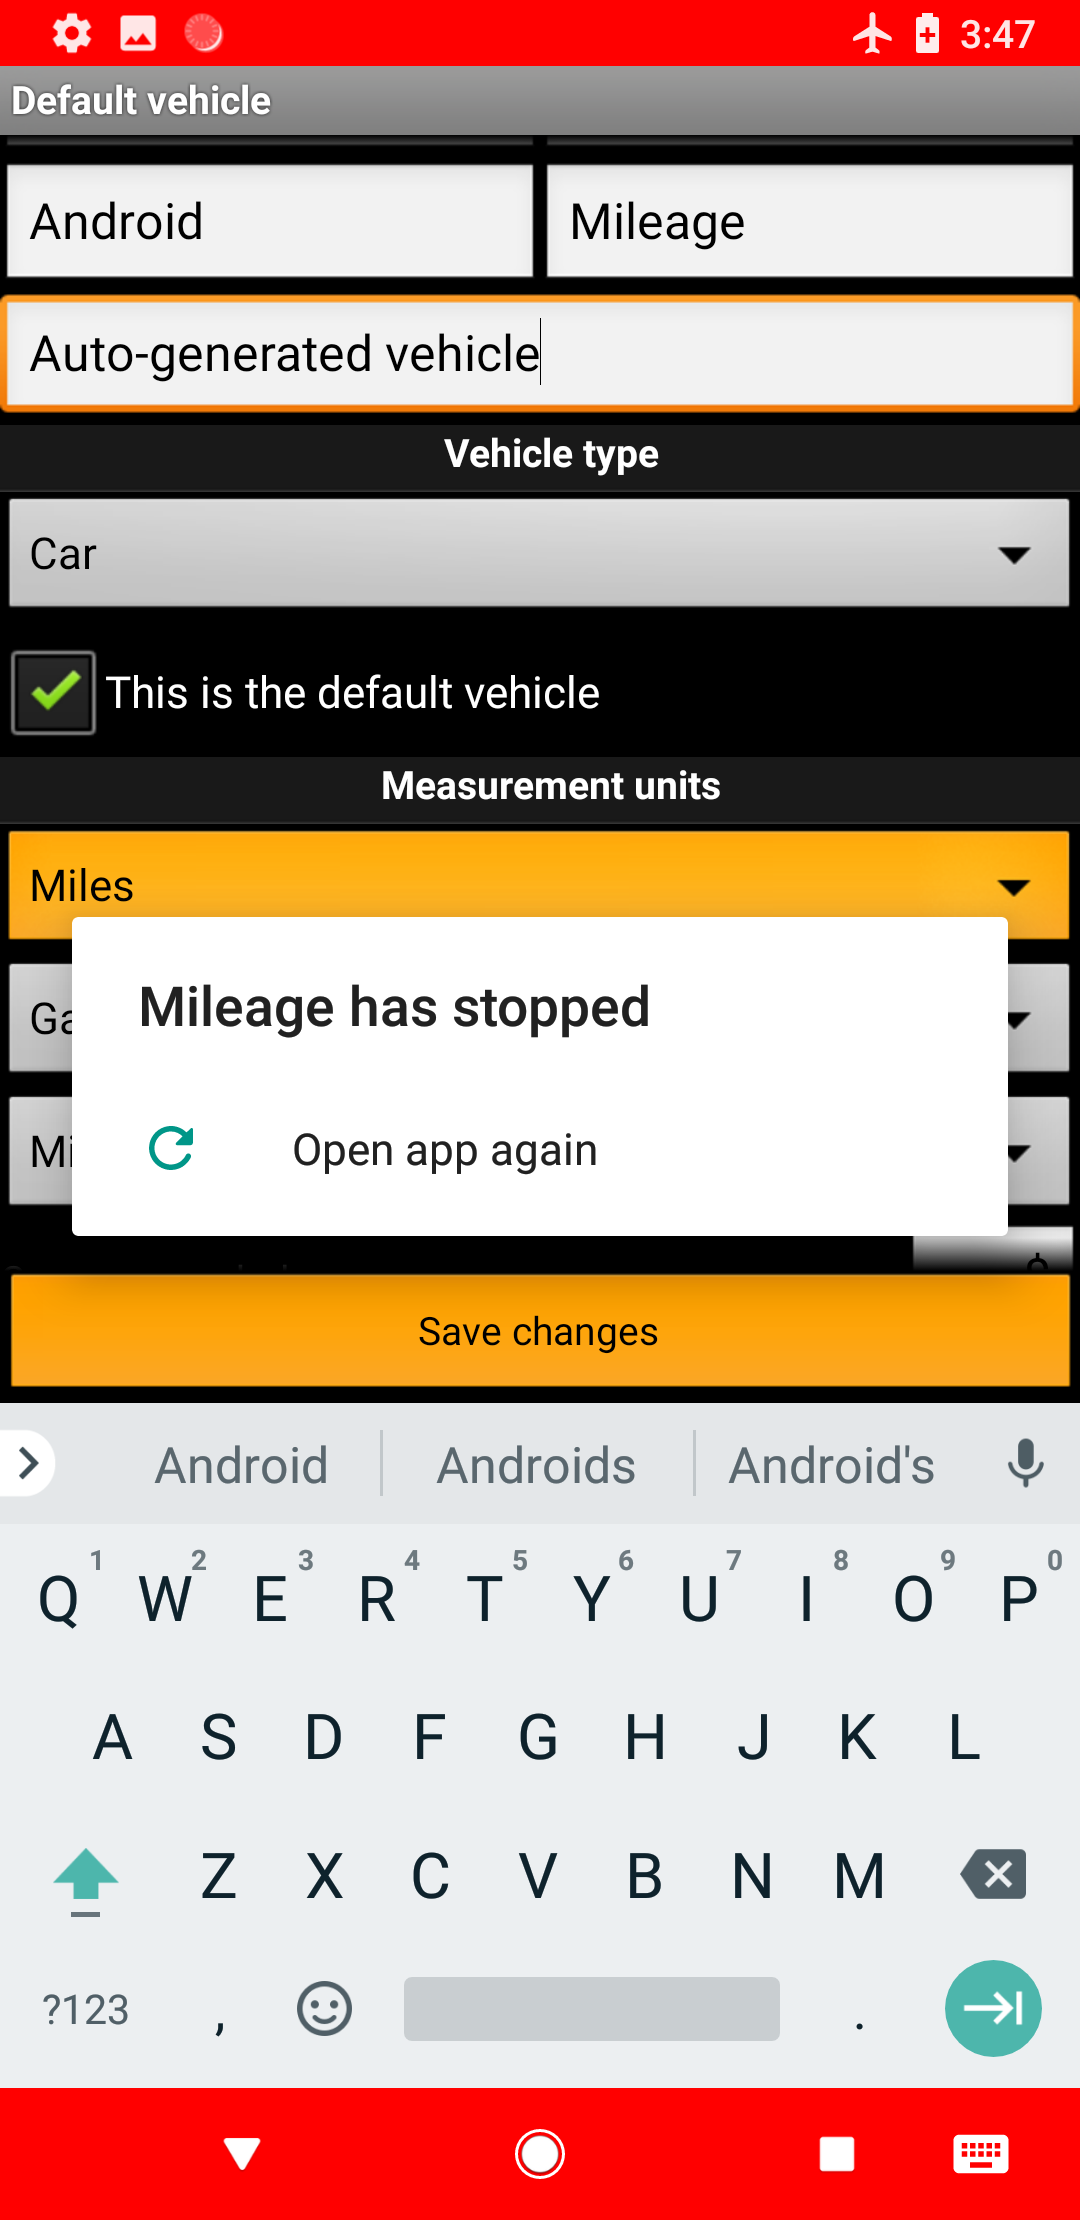 3:47
Default vehicle
Android
Mileage
Auto-generated vehicle
Vehicle type
Car
This is the default vehicle
Measurement units
Miles
Ga
Mi
Mileage has stopped
Open app again
$
Save changes
Android Androids Android's
1 2 3 4 5 6 7 8 9 0
Q W E R T Y U I O P
A S D F G H J K L
Z X C V B N M
?123 , .